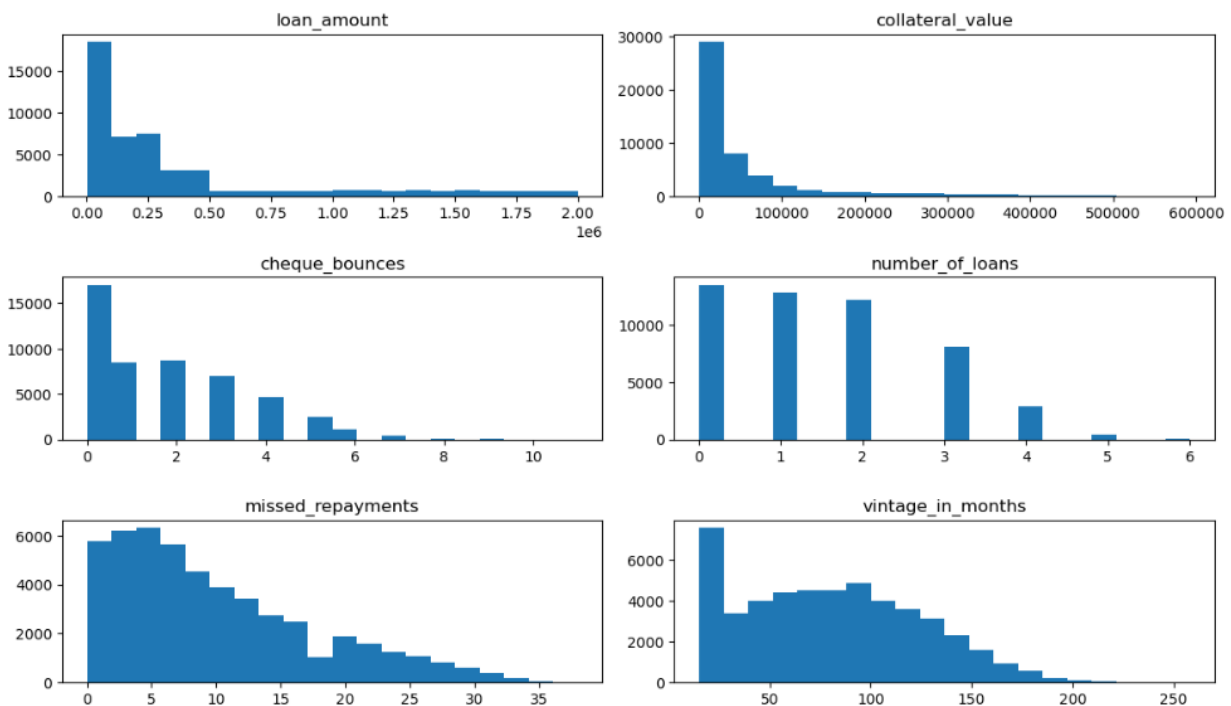 loan_amount
15000
10000
5000
0
0.00 0.25 0.50 0.75 1.00 1.25 1.50 1.75 2.00
1e6
collateral_value
30000
20000
10000
0
0 100000 200000 300000 400000 500000 600000
cheque_bounces
15000
10000
5000
0
0 2 4 6 8 10
number_of_loans
10000
5000
0
0 1 2 3 4 5 6
missed_repayments
6000
4000
2000
0
0 5 10 15 20 25 30 35
vintage_in_months
6000
4000
2000
0
50 100 150 200 250